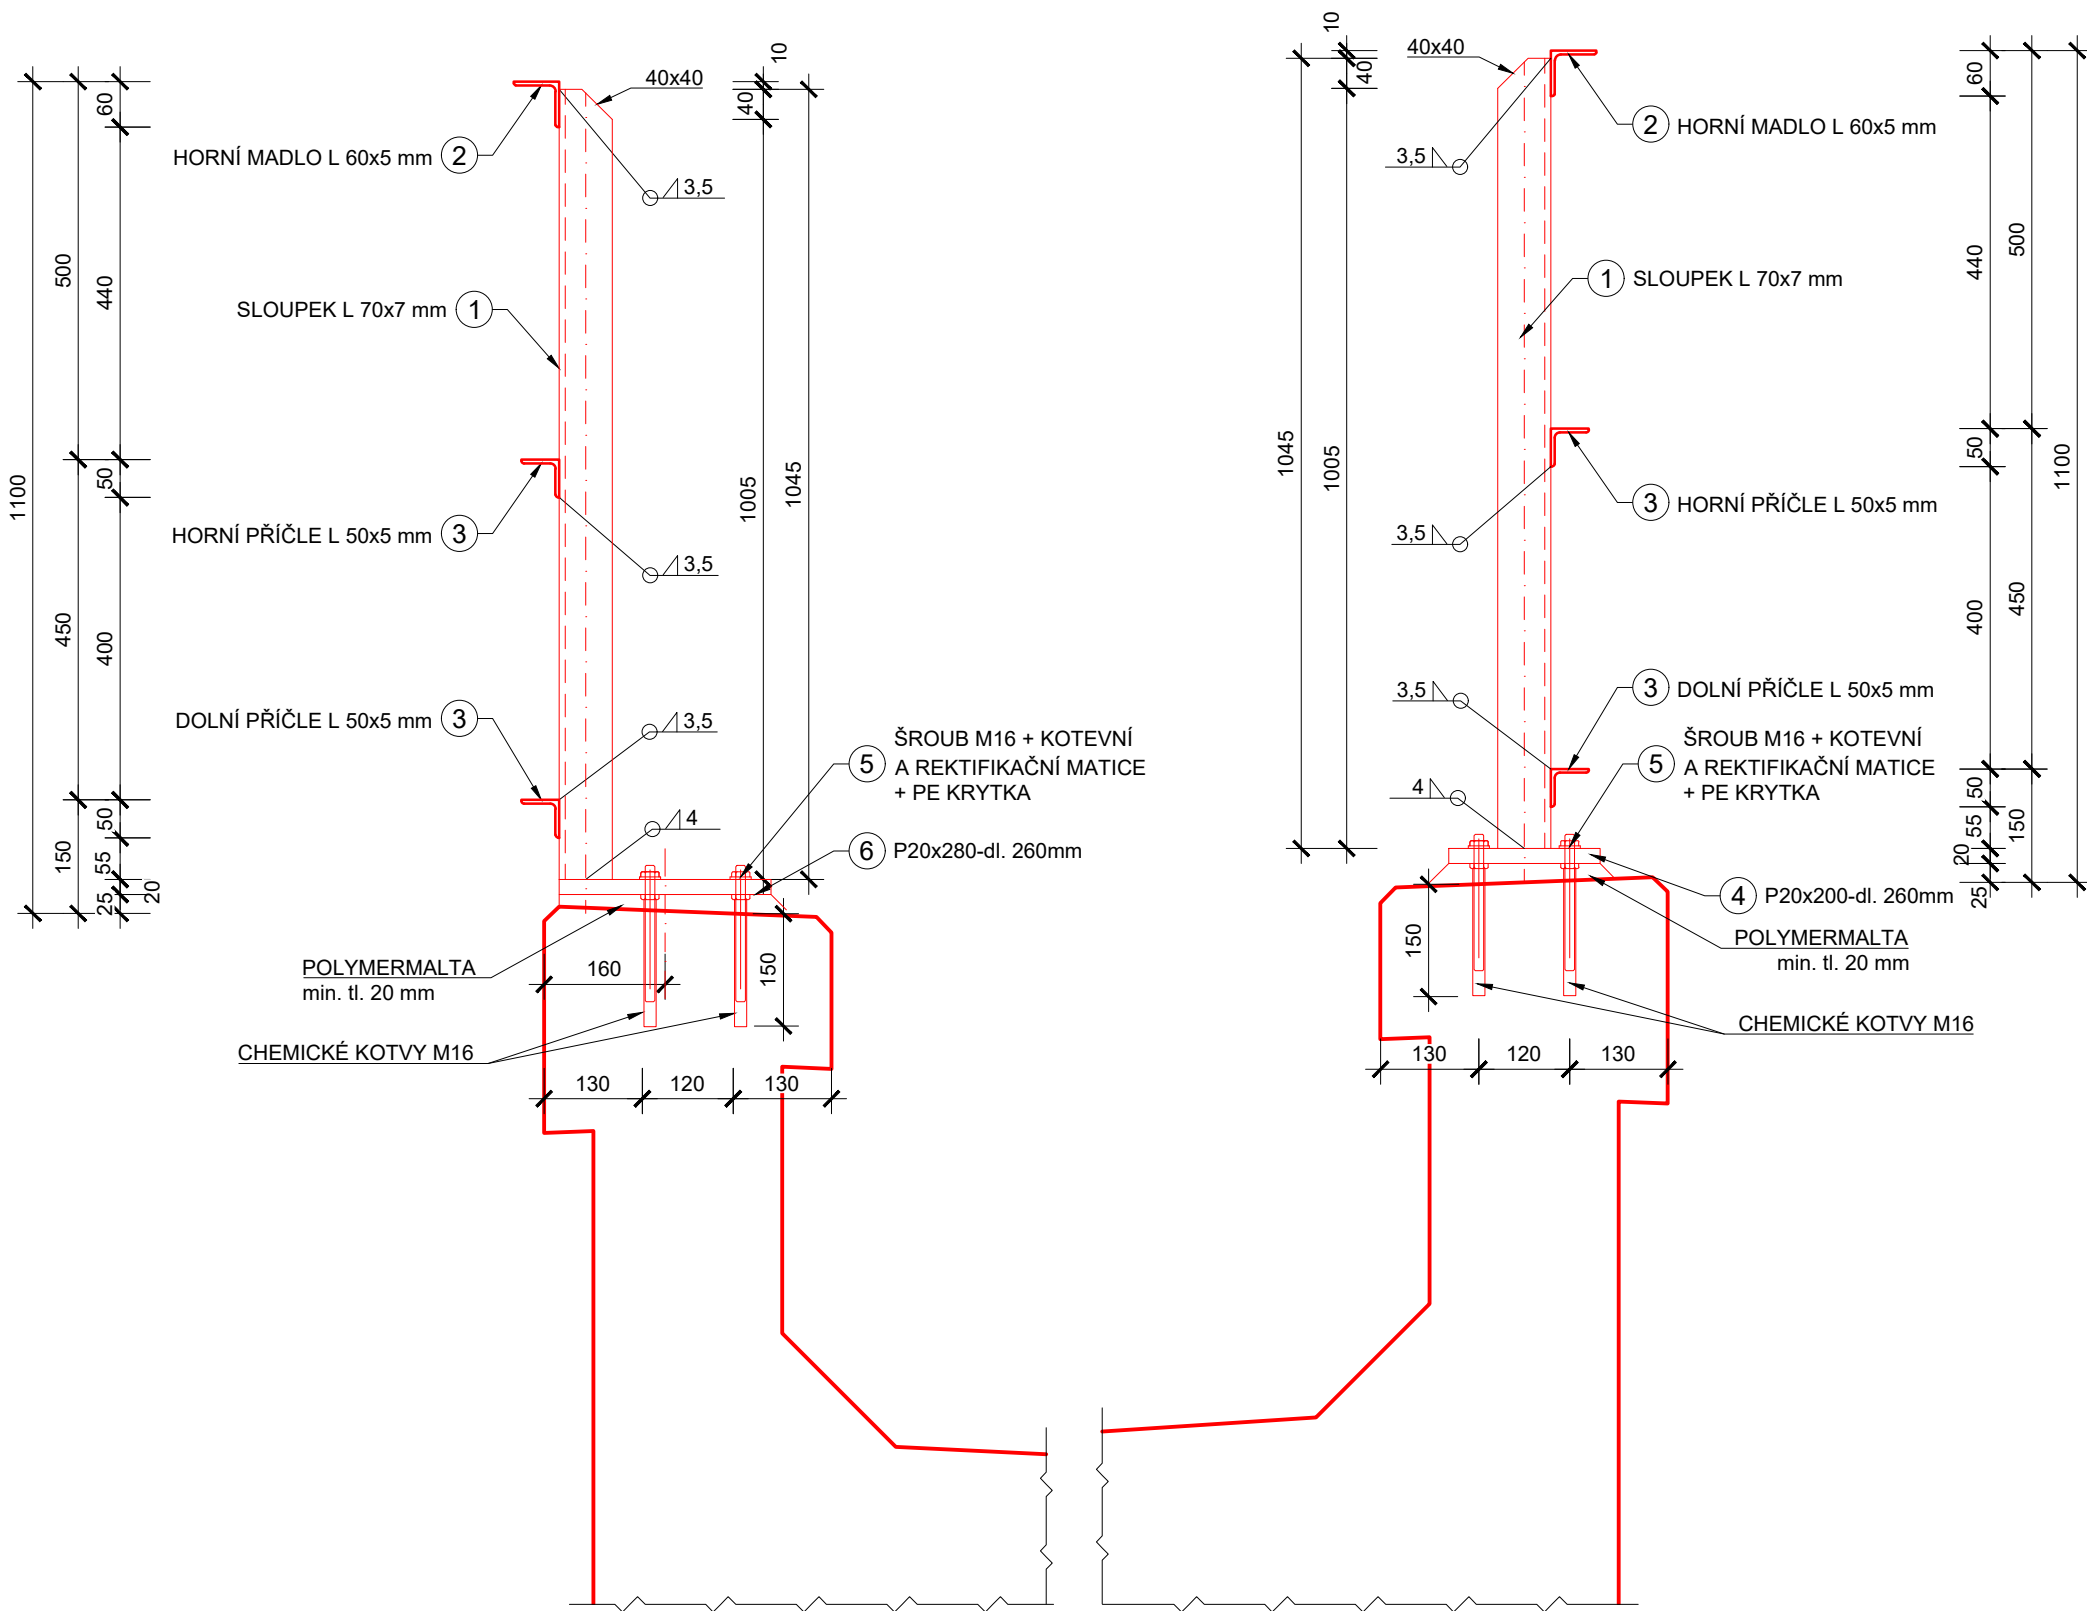 10
40x40
40
60
HORNÍ MADLO L 60x5 mm 2
3,5
500
440
SLOUPEK L 70x7 mm 1
1100
50
1005
1045
HORNÍ PŘÍČLE L 50x5 mm 3
3,5
450
400
DOLNÍ PŘÍČLE L 50x5 mm 3
3,5
5 ŠROUB M16 + KOTEVNÍ
A REKTIFIKAČNÍ MATICE
+ PE KRYTKA
50
4
150
55
6 P20x280-dl. 260mm
25
20
POLYMERMALTA
min. tl. 20 mm
160
150
CHEMICKÉ KOTVY M16
130
120
130
10
40x40
40
60
2 HORNÍ MADLO L 60x5 mm
3,5
440
500
1 SLOUPEK L 70x7 mm
1045
1005
50
1100
3 HORNÍ PŘÍČLE L 50x5 mm
3,5
400
450
3 DOLNÍ PŘÍČLE L 50x5 mm
3,5
5 ŠROUB M16 + KOTEVNÍ
A REKTIFIKAČNÍ MATICE
+ PE KRYTKA
4
50
55
150
20
25
4 P20x200-dl. 260mm
150
POLYMERMALTA
min. tl. 20 mm
CHEMICKÉ KOTVY M16
130
120
130